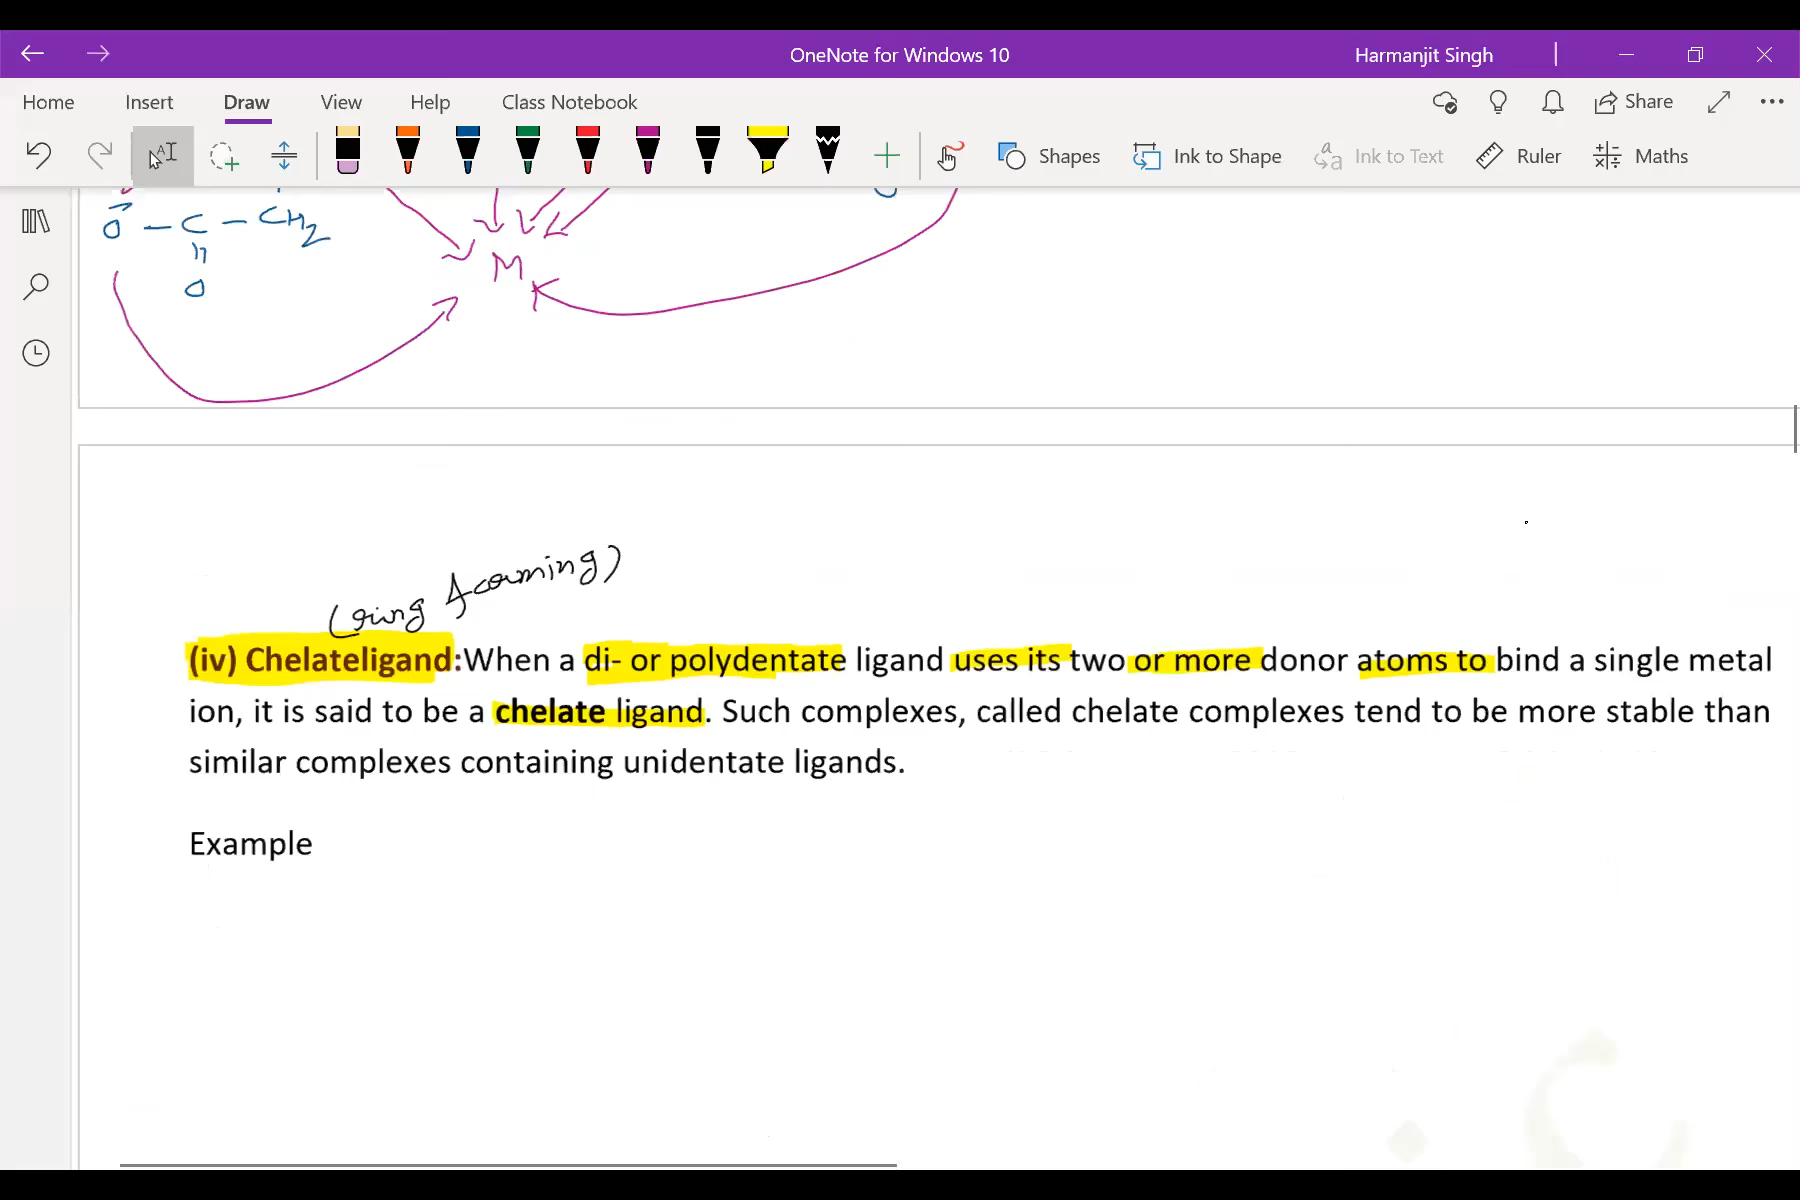 OneNote for Windows 10
Harmanjit Singh
Home Insert Draw View Help Class Notebook
Share
Shapes Ink to Shape Ink to Text Ruler Maths
O - C - CH2
O
M
(ring forming)
(iv) Chelateligand:When a di- or polydentate ligand uses its two or more donor atoms to bind a single metal
ion, it is said to be a chelate ligand. Such complexes, called chelate complexes tend to be more stable than
similar complexes containing unidentate ligands.
Example